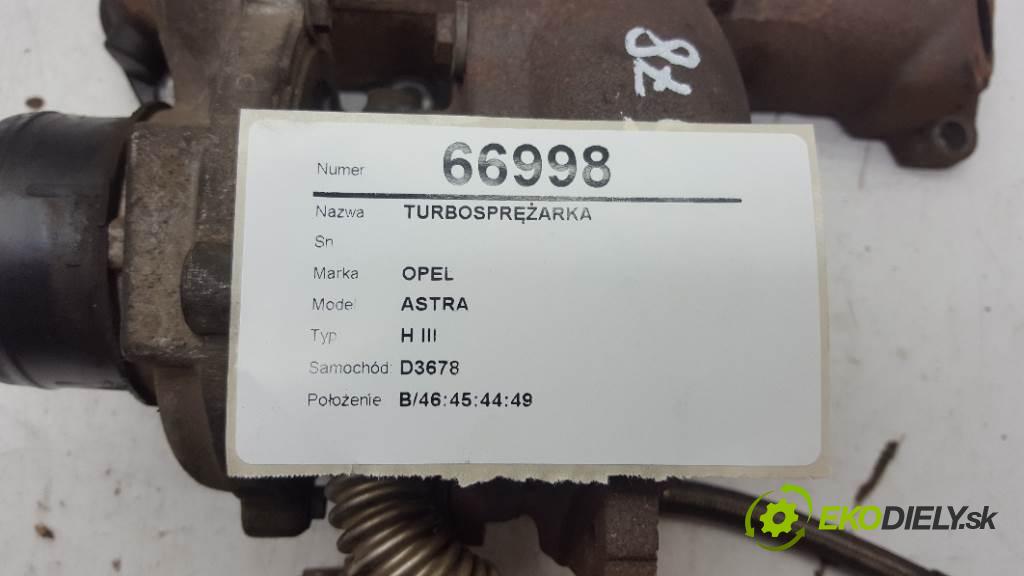 Numer 66998
Nazwa TURBOSPRĘŻARKA
Sn
Marka OPEL
Model ASTRA
Typ H III
Samochód: D3678
Położenie B/46:45:44:49
EKODIELY.sk